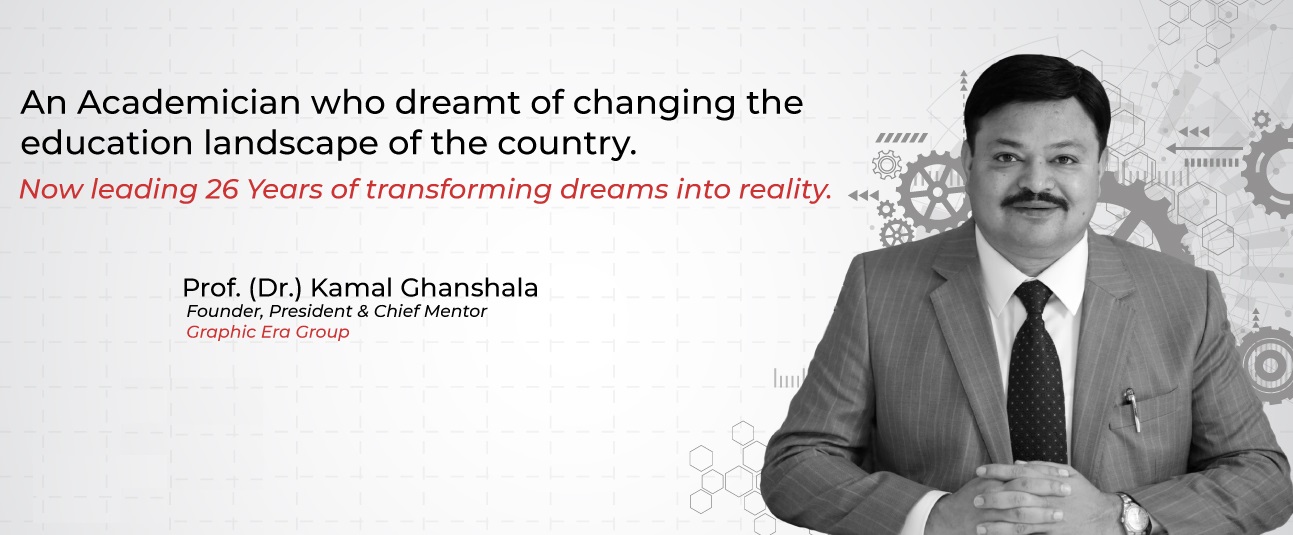 An Academician who dreamt of changing the
education landscape of the country.
Now leading 26 Years of transforming dreams into reality.
Prof. (Dr.) Kamal Ghanshala
Founder, President & Chief Mentor
Graphic Era Group